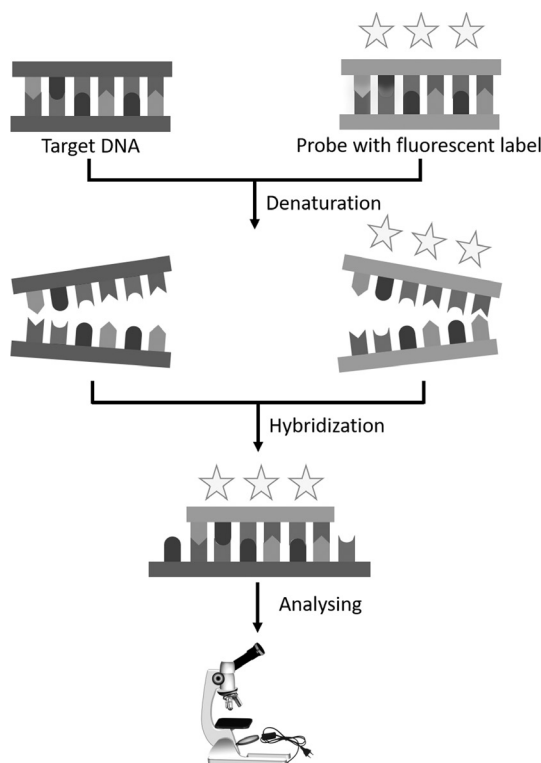 Target DNA
Probe with fluorescent label
Denaturation
Hybridization
Analysing